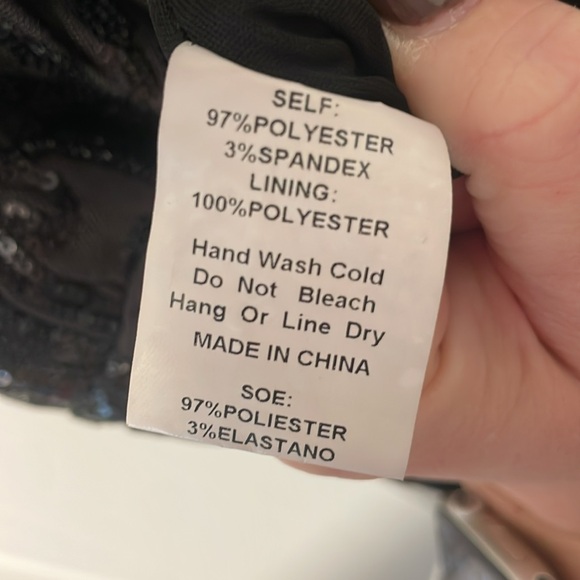 SELF:
97%POLYESTER
3%SPANDEX
LINING:
100%POLYESTER
Hand Wash Cold
Do Not Bleach
Hang Or Line Dry
MADE IN CHINA
SOE:
97%POLIESTER
3%ELASTANO